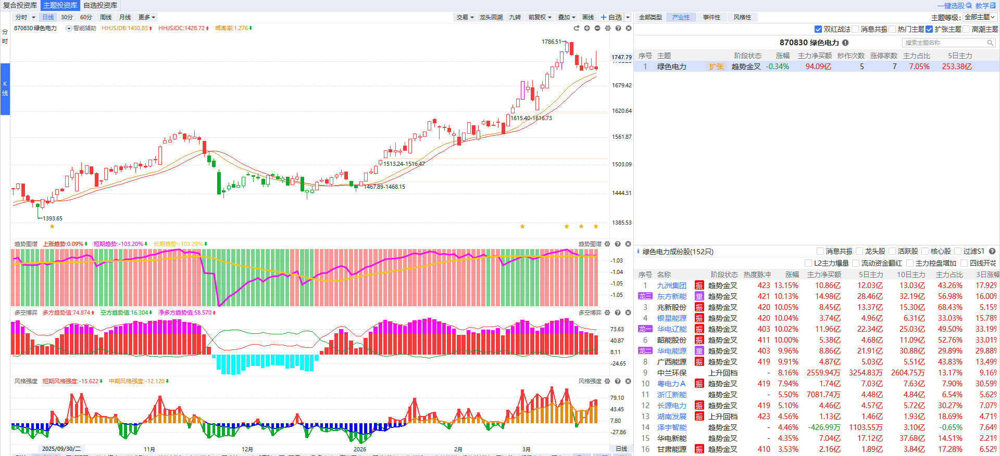 复合投资库 主题投资库 自选投资库 一键选股 教学
分时 日线 30分 60分 周线 月线 更多 交易 龙头回溯 九转 前复权 叠加 画线 +自选 全部类型 产业性 事件性 风格性 主题等级: 全部主题
分时
K线
870830 绿色电力 智能辅助 HHJSJDB:1430.83 HHJSJDC:1428.72 乖离率:1.276
双红战法 消息共振 热门主题 扩张主题 高潮主题
870830 绿色电力 搜索主题名称
序号 主题 阶段状态 涨幅 主力净买额 炒作次数 涨停家数 主力占比 5日主力
1 绿色电力 扩张 趋势金叉 -0.34% 94.09亿 5 7 7.05% 253.38亿
1786.51
1747.79
1679.42
1620.64
1615.40-1616.73
1561.87
1513.24-1516.47
1503.09
1467.89-1468.15
1444.31
1393.65
1385.53
趋势图谱 上涨趋势:0.09% 短期趋势:-103.20% 长期趋势:-103.29% 趋势图谱
-1.03
-1.04
-1.05
-1.05
多空博弈 多方趋势值:74.874 空方趋势值:16.304 净多方趋势值:58.570 多空博弈
73.63
40.87
8.11
-24.65
风格强度 短期风格强度:-15.622 中期风格强度:-12.120 风格强度
79.10
43.45
7.80
-27.86
2025/09/30/二 11月 12月 2026 2月 3月 日线
绿色电力成份股(152只) 消息共振 龙头股 活跃股 核心股 过滤ST
L2主力爆量 流动资金翻红 主力控盘增加 四线开花
序号 名称 阶段状态 热度脉冲 涨幅 主力净买额 5日主力 10日主力 主力占比 3日涨幅
1 九洲集团 振 趋势金叉 423 13.15% 10.86亿 12.03亿 13.03亿 43.26% 17.92%
龙三 东方新能 重 趋势金叉 421 10.13% 14.98亿 28.46亿 32.19亿 56.98% 16.00%
3 兆新股份 振 趋势金叉 420 10.05% 8.45亿 13.37亿 15.30亿 68.43% 5.15%
4 银星能源 振 趋势金叉 420 10.04% 3.74亿 4.96亿 6.31亿 33.03% 15.78%
龙一 华电辽能 振 趋势金叉 403 10.02% 11.96亿 22.34亿 25.03亿 49.50% 33.19%
6 韶能股份 振 趋势金叉 411 10.00% 5.38亿 4.68亿 11.09亿 52.76% 33.01%
龙二 华电能源 重 趋势金叉 403 9.96% 8.86亿 21.91亿 30.88亿 29.89% 29.88%
8 广西能源 振 趋势金叉 419 9.91% 4.87亿 5.03亿 5.51亿 43.83% 13.49%
9 中兰环保 上升回档 - 8.16% 2559.94万 3254.83万 2604.75万 13.17% 9.16%
10 粤电力A 振 趋势金叉 419 7.94% 1.74亿 7.03亿 7.63亿 7.90% 30.59%
11 浙江新能 趋势金叉 - 5.50% 7081.74万 4.48亿 4.84亿 6.54% 5.62%
12 长源电力 振 趋势金叉 419 5.10% 4.46亿 4.57亿 5.72亿 30.27% 7.07%
13 湖南发展 振 上升回档 423 4.56% 1.13亿 1.46亿 1.93亿 18.69% 4.71%
14 泽宇智能 趋势金叉 - 4.46% -426.99万 1103.55万 3.10亿 -0.65% 7.64%
15 华电新能 趋势金叉 - 4.35% 7.04亿 17.12亿 37.68亿 14.51% 2.21%
16 甘肃能源 振 趋势金叉 410 3.53% 2.16亿 1.89亿 3.84亿 17.28% 6.52%